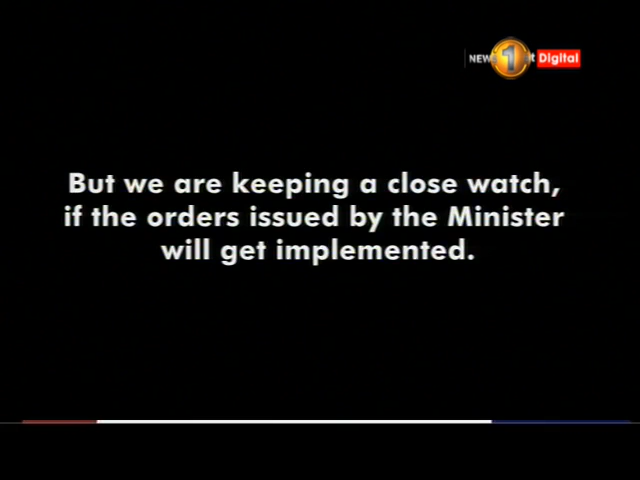 NEWS 1st Digital
But we are keeping a close watch,
if the orders issued by the Minister
will get implemented.